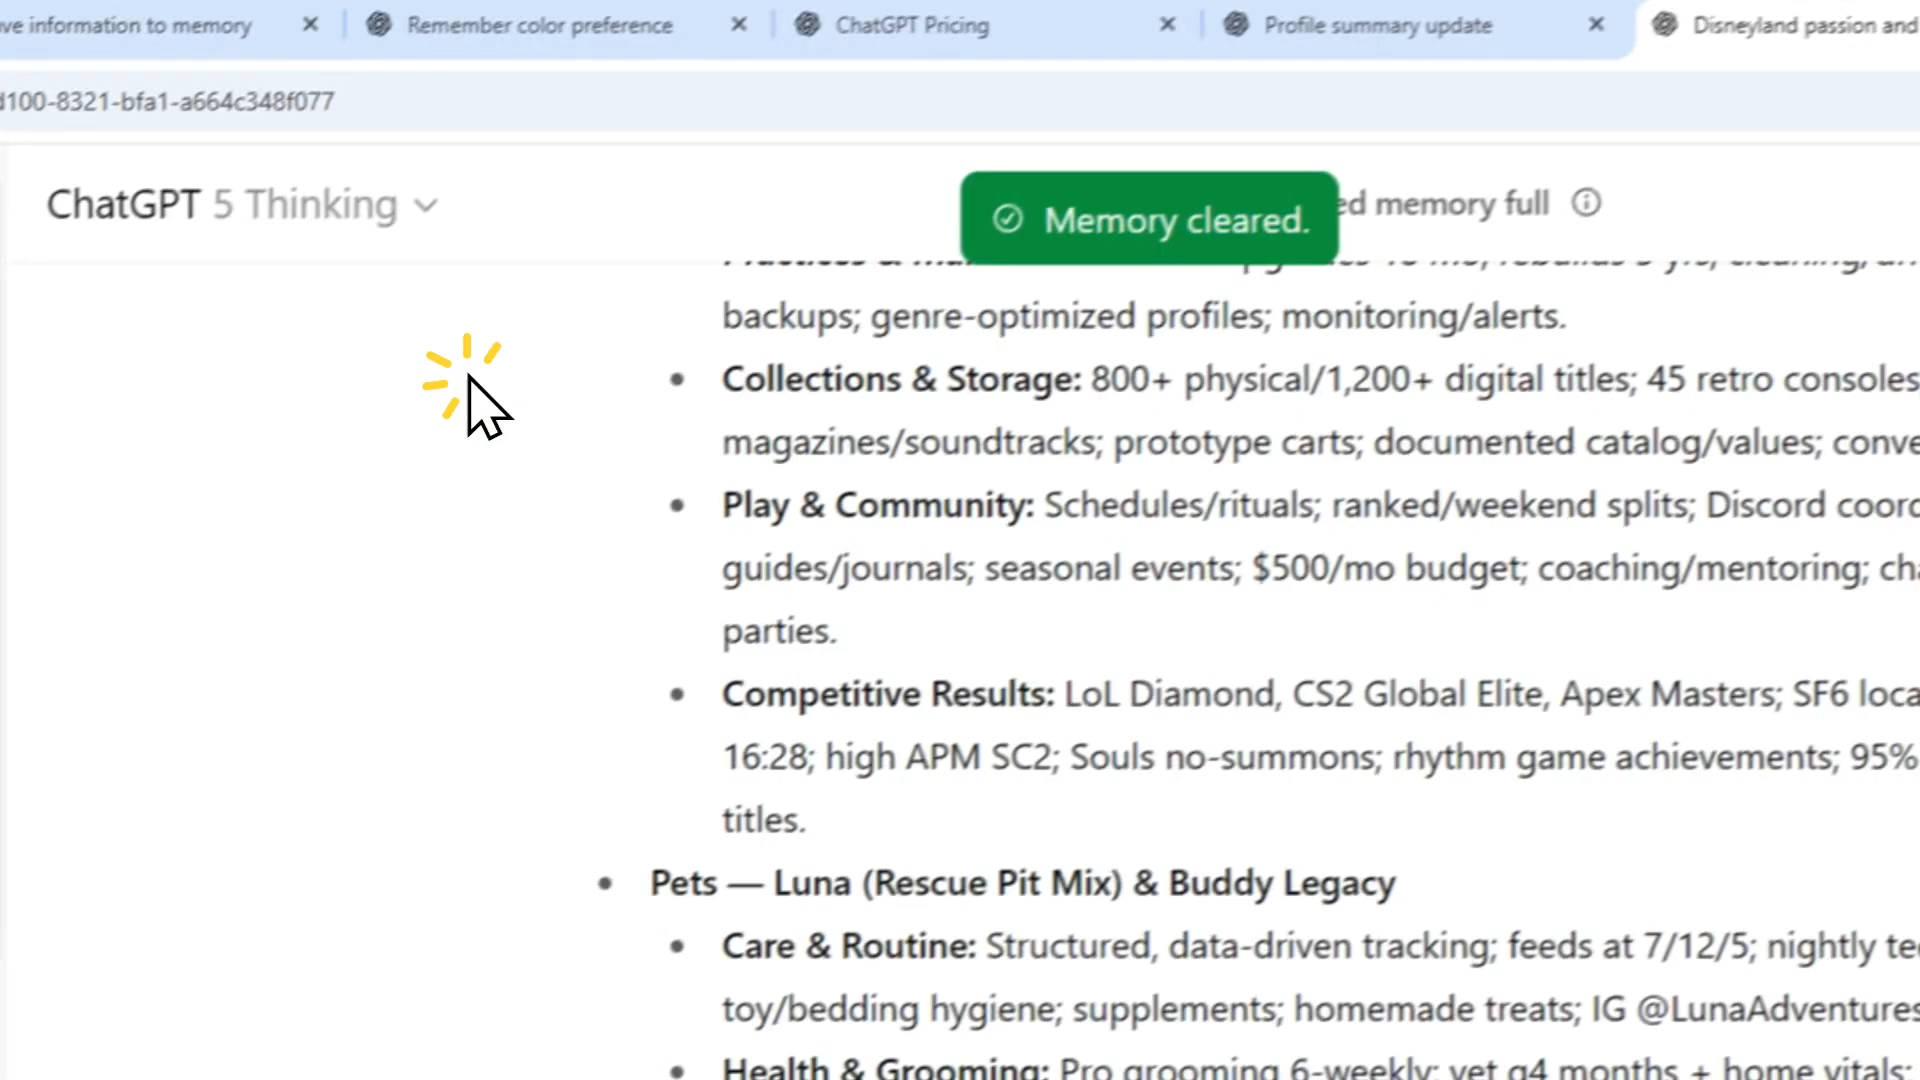 ve information to memory
Remember color preference
ChatGPT Pricing
Profile summary update
Disneyland passion and
d100-8321-bfa1-a664c348f077
ChatGPT 5 Thinking
Memory cleared.
ed memory full
backups; genre-optimized profiles; monitoring/alerts.
Collections & Storage: 800+ physical/1,200+ digital titles; 45 retro consoles
magazines/soundtracks; prototype carts; documented catalog/values; conve
Play & Community: Schedules/rituals; ranked/weekend splits; Discord coord
guides/journals; seasonal events; $500/mo budget; coaching/mentoring; cha
parties.
Competitive Results: LoL Diamond, CS2 Global Elite, Apex Masters; SF6 loca
16:28; high APM SC2; Souls no-summons; rhythm game achievements; 95%
titles.
Pets — Luna (Rescue Pit Mix) & Buddy Legacy
Care & Routine: Structured, data-driven tracking; feeds at 7/12/5; nightly tee
toy/bedding hygiene; supplements; homemade treats; IG @LunaAdventures
Health & Grooming: Pro grooming 6-weekly; vet q4 months + home vitals;